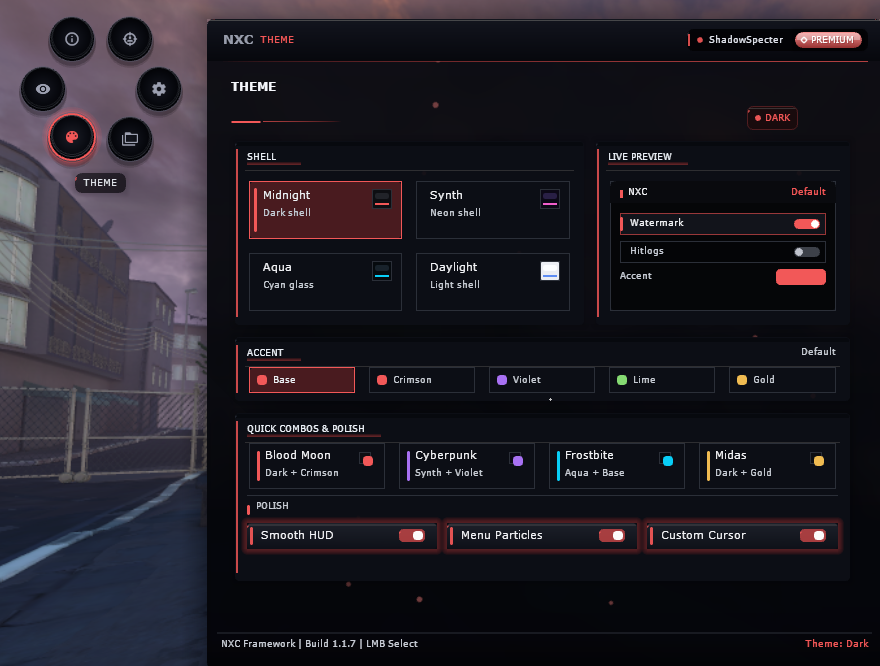 NXC THEME
ShadowSpecter
PREMIUM
THEME
DARK
THEME
SHELL
Midnight
Dark shell
Synth
Neon shell
Aqua
Cyan glass
Daylight
Light shell
LIVE PREVIEW
NXC Default
Watermark
Hitlogs
Accent
ACCENT Default
Base
Crimson
Violet
Lime
Gold
QUICK COMBOS & POLISH
Blood Moon
Dark + Crimson
Cyberpunk
Synth + Violet
Frostbite
Aqua + Base
Midas
Dark + Gold
POLISH
Smooth HUD
Menu Particles
Custom Cursor
NXC Framework | Build 1.1.7 | LMB Select
Theme: Dark